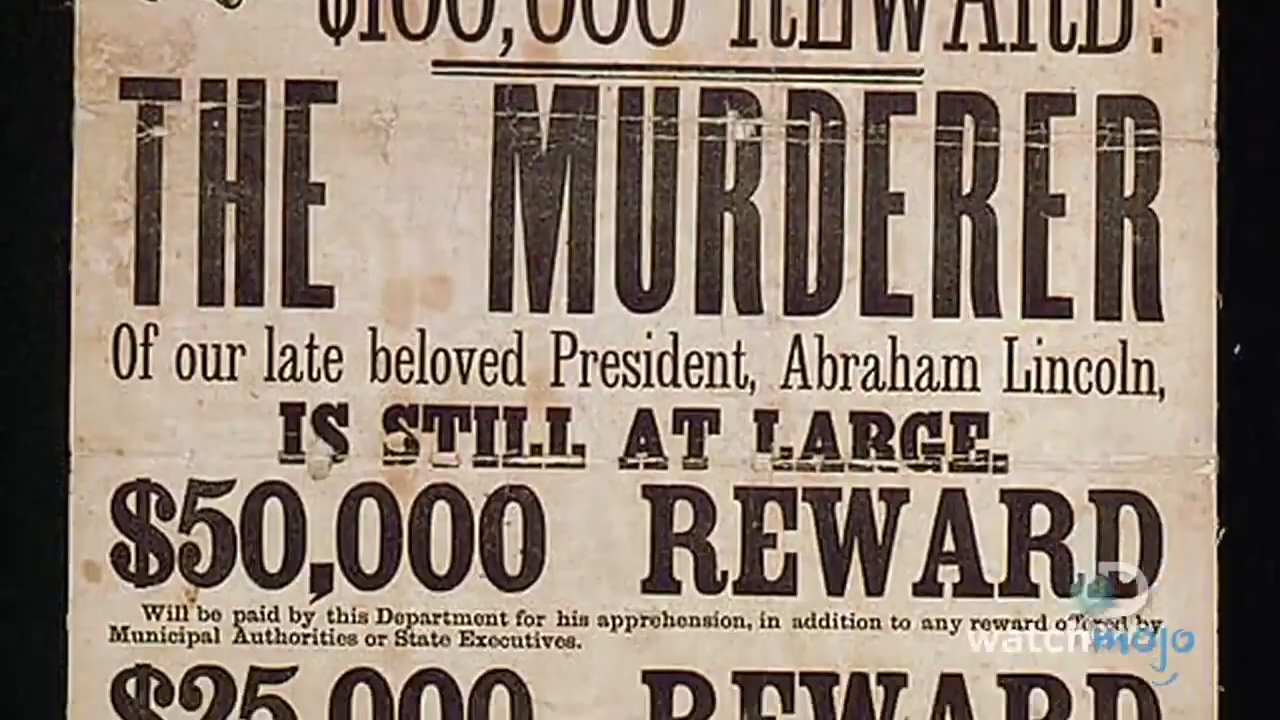 $100,000 REWARD!
THE MURDERER
Of our late beloved President, Abraham Lincoln,
IS STILL AT LARGE.
$50,000 REWARD
Will be paid by this Department for his apprehension, in addition to any reward offered by
Municipal Authorities or State Executives.
$25,000 REWARD
D
watchmojo